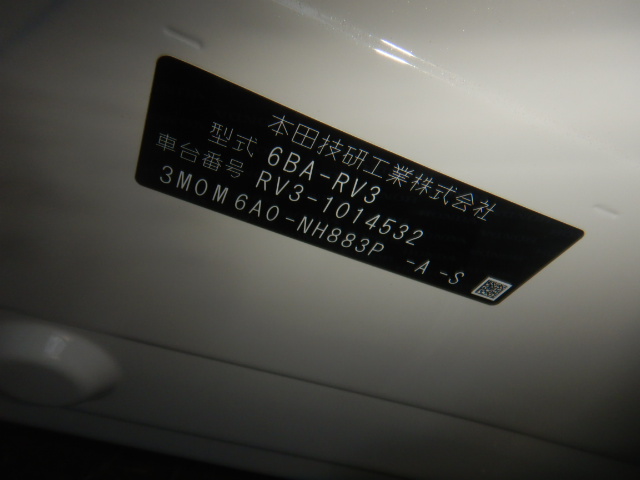 本田技研工業株式会社
型式 6BA-RV3
車台番号 RV3-1014532
3M0M6A0-NH883P -A -S